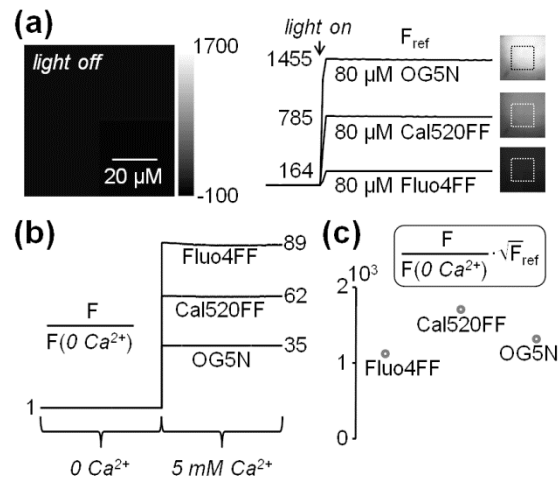 (a)
light off
1700
-100
20 µM
light on
F_ref
1455
80 µM OG5N
785
80 µM Cal520FF
164
80 µM Fluo4FF
(b)
F
F(0 Ca²⁺)
1
Fluo4FF
89
Cal520FF
62
OG5N
35
0 Ca²⁺
5 mM Ca²⁺
(c)
F
F(0 Ca²⁺)
· √F_ref
10³
2
1
0
Fluo4FF
Cal520FF
OG5N